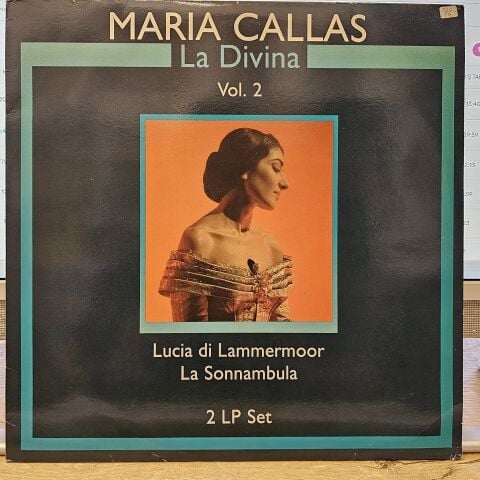 MARIA CALLAS
La Divina
Vol. 2
Lucia di Lammermoor
La Sonnambula
2 LP Set